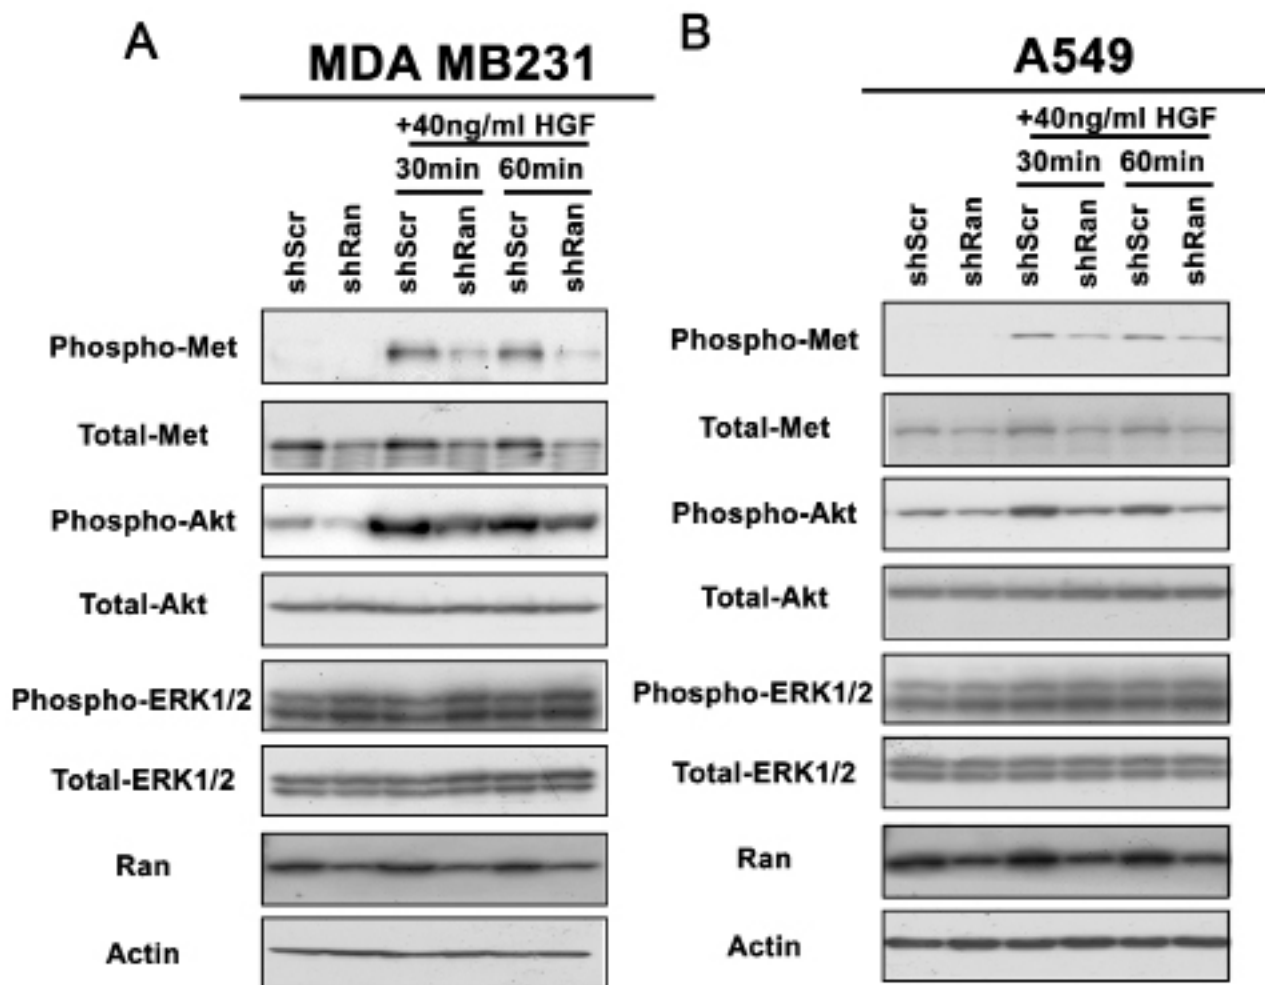 A
MDA MB231
+40ng/ml HGF
30min 60min
shScr shRan shScr shRan shScr shRan
Phospho-Met
Total-Met
Phospho-Akt
Total-Akt
Phospho-ERK1/2
Total-ERK1/2
Ran
Actin
B
A549
+40ng/ml HGF
30min 60min
shScr shRan shScr shRan shScr shRan
Phospho-Met
Total-Met
Phospho-Akt
Total-Akt
Phospho-ERK1/2
Total-ERK1/2
Ran
Actin